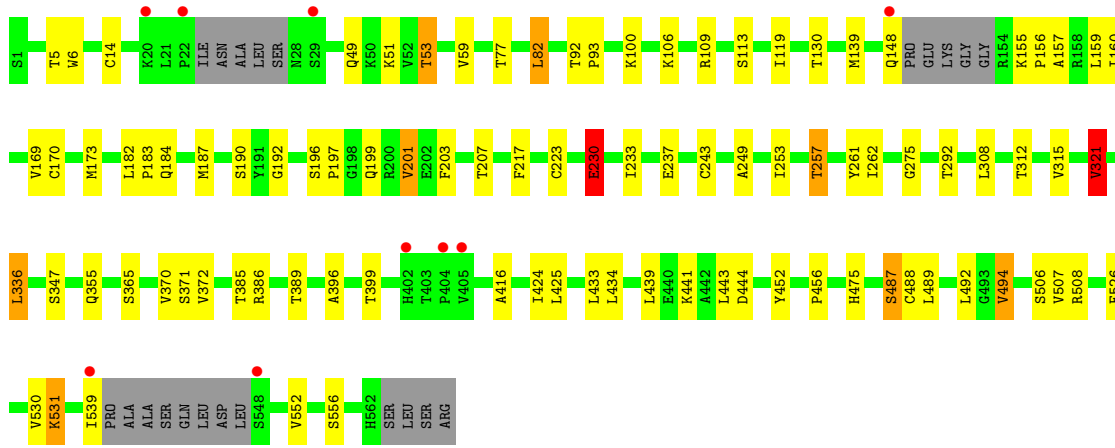 S1 T5 W6 C14 K20 L21 P22 ILE ASN ALA LEU SER N28 S29 Q49 K50 K51 V52 T53 V59 T77 L82 T92 P93 K100 K106 R109 S113 I119 T130 M139 Q148 PRO GLU LYS GLY GLY R154 K155 P156 A157 R158 L159
V169 C170 M173 L182 P183 Q184 M187 S190 Y191 G192 S196 P197 G198 Q199 R200 V201 E202 F203 T207 F217 C223 E230 I233 E237 C243 A249 I253 T257 Y261 I262 G275 T292 L308 T312 V315 V321
L336 S347 Q355 S365 V370 S371 V372 T385 R386 T389 A396 T399 H402 T403 P404 V405 A416 I424 L425 L433 L434 L439 E440 K441 A442 L443 D444 Y452 P456 H475 S487 C488 L489 L492 G493 V494 S506 V507 R508
V530 K531 I539 PRO ALA ALA SER GLN LEU ASP LEU S548 V552 S556 H562 SER LEU SER ARG